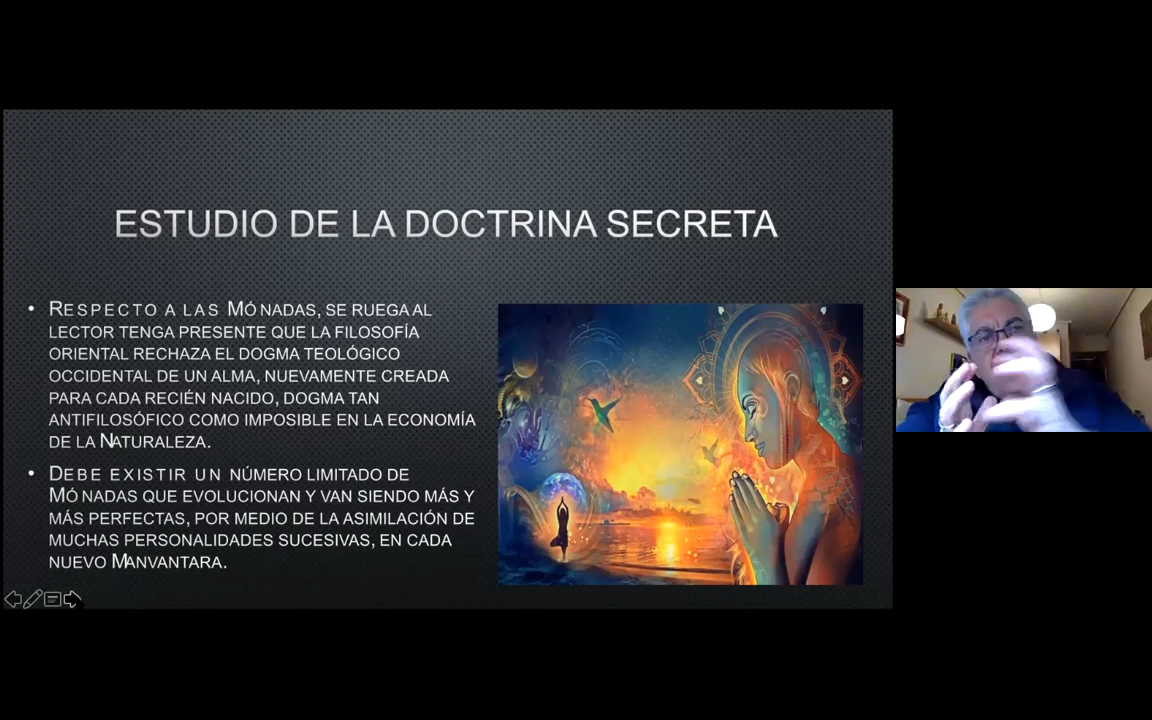 ESTUDIO DE LA DOCTRINA SECRETA
• RESPECTO A LAS MÓNADAS, SE RUEGA AL
LECTOR TENGA PRESENTE QUE LA FILOSOFÍA
ORIENTAL RECHAZA EL DOGMA TEOLÓGICO
OCCIDENTAL DE UN ALMA, NUEVAMENTE CREADA
PARA CADA RECIÉN NACIDO, DOGMA TAN
ANTIFILOSÓFICO COMO IMPOSIBLE EN LA ECONOMÍA
DE LA NATURALEZA.
• DEBE EXISTIR UN NÚMERO LIMITADO DE
MÓNADAS QUE EVOLUCIONAN Y VAN SIENDO MÁS Y
MÁS PERFECTAS, POR MEDIO DE LA ASIMILACIÓN DE
MUCHAS PERSONALIDADES SUCESIVAS, EN CADA
NUEVO MANVANTARA.